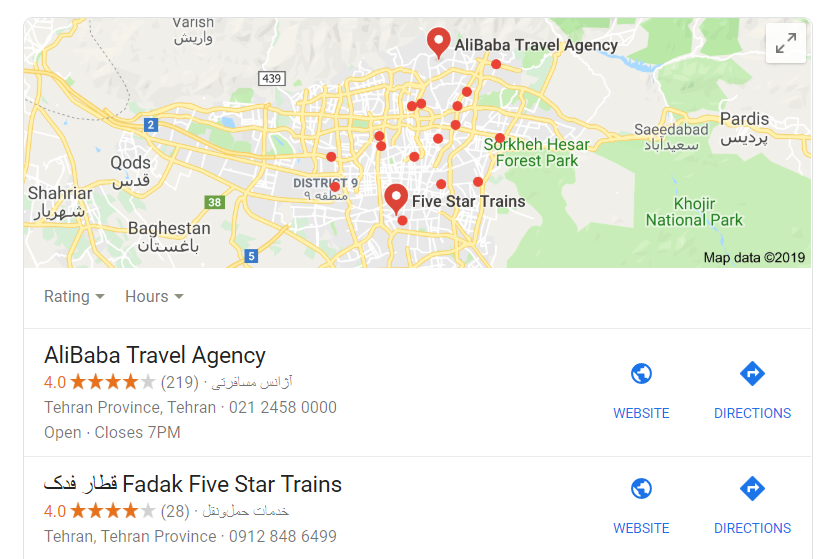 Varish
واریش
AliBaba Travel Agency
439
2
Pardis
پردیس
Saeedabad
سعیدآباد
Sorkheh Hesar
Forest Park
Qods
قدس
DISTRICT 9
منطقه ۹
Shahriar
شهریار
Five Star Trains
38
Khojir
National Park
Baghestan
باغستان
5
Map data ©2019
Rating Hours
AliBaba Travel Agency
4.0 (219) · آژانس مسافرتی
Tehran Province, Tehran · 021 2458 0000
Open · Closes 7PM
WEBSITE DIRECTIONS
قطار فدک Fadak Five Star Trains
4.0 (28) · خدمات حمل‌ونقل
Tehran, Tehran Province · 0912 848 6499
WEBSITE DIRECTIONS